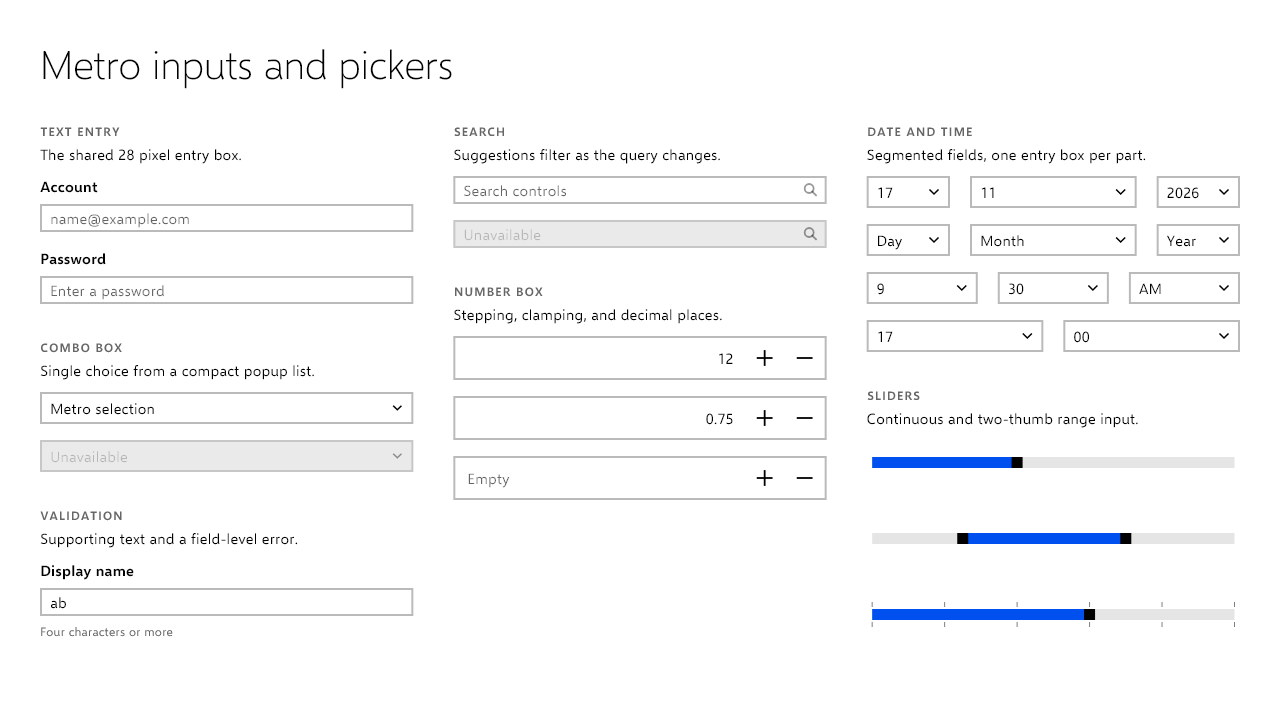 Metro inputs and pickers
TEXT ENTRY
The shared 28 pixel entry box.
Account
name@example.com
Password
Enter a password
COMBO BOX
Single choice from a compact popup list.
Metro selection
Unavailable
VALIDATION
Supporting text and a field-level error.
Display name
ab
Four characters or more
SEARCH
Suggestions filter as the query changes.
Search controls
Unavailable
NUMBER BOX
Stepping, clamping, and decimal places.
12
0.75
Empty
DATE AND TIME
Segmented fields, one entry box per part.
17 11 2026
Day Month Year
9 30 AM
17 00
SLIDERS
Continuous and two-thumb range input.